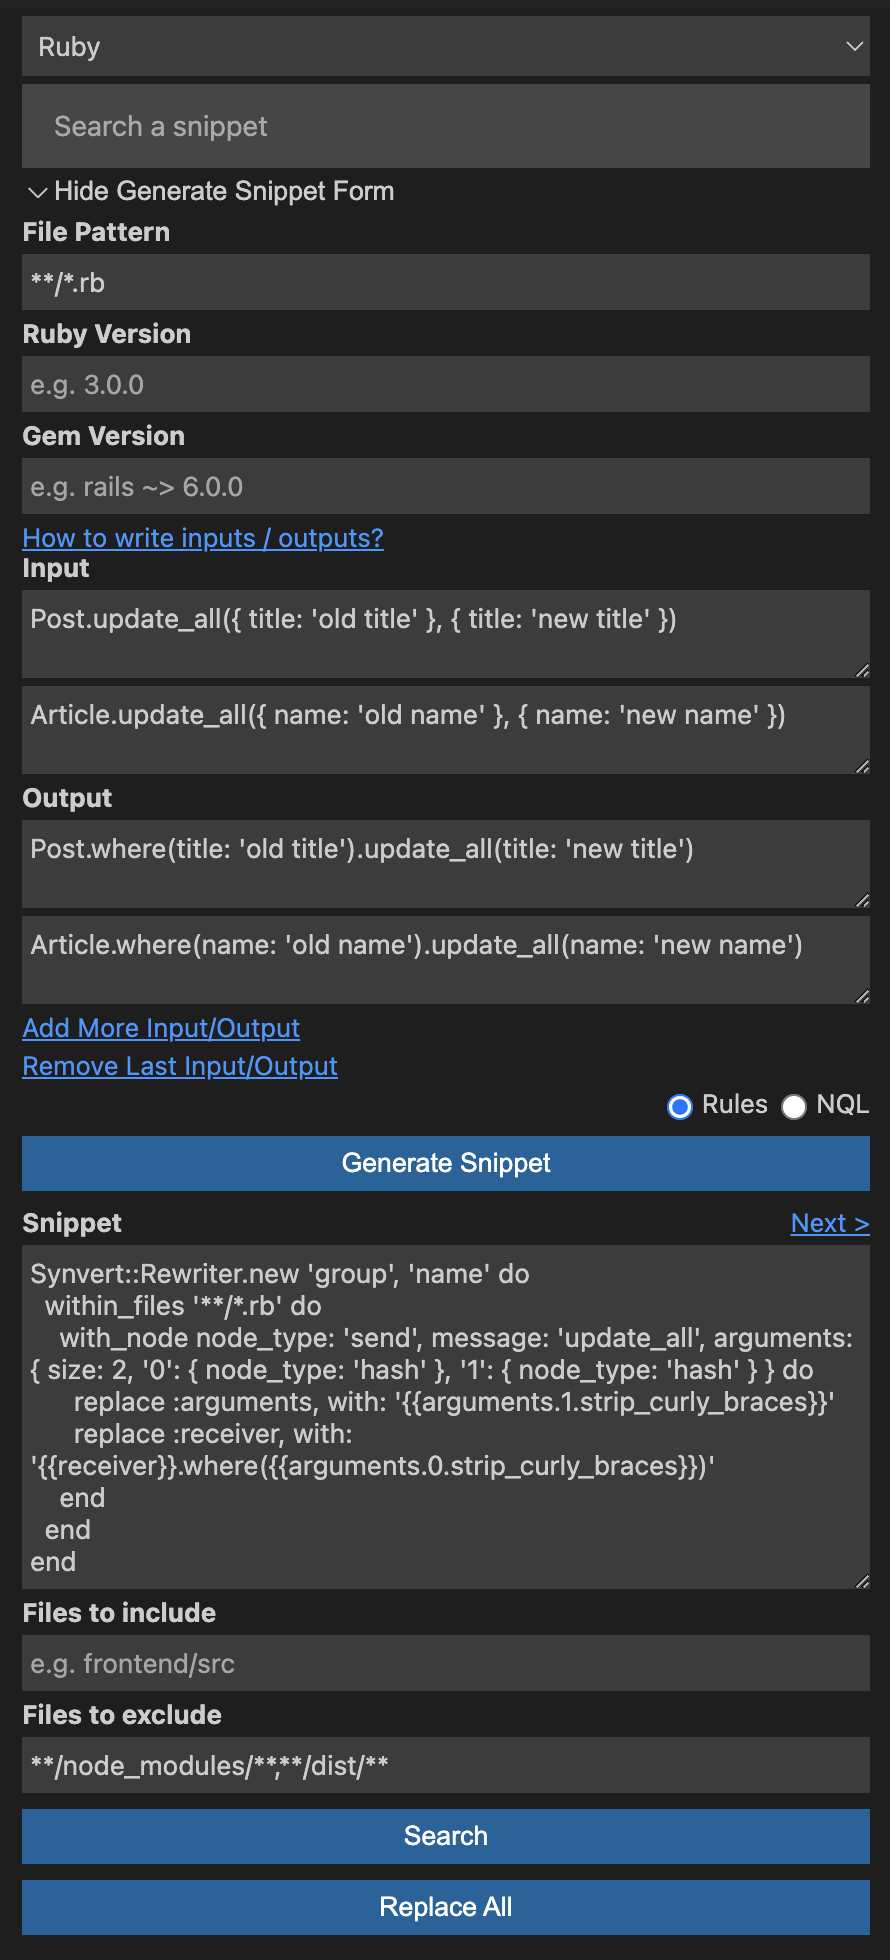 Ruby
Search a snippet
Hide Generate Snippet Form
File Pattern
**/*.rb
Ruby Version
e.g. 3.0.0
Gem Version
e.g. rails ~> 6.0.0
How to write inputs / outputs?
Input
Post.update_all({ title: 'old title' }, { title: 'new title' })
Article.update_all({ name: 'old name' }, { name: 'new name' })
Output
Post.where(title: 'old title').update_all(title: 'new title')
Article.where(name: 'old name').update_all(name: 'new name')
Add More Input/Output
Remove Last Input/Output
Rules NQL
Generate Snippet
Snippet Next >
Synvert::Rewriter.new 'group', 'name' do
  within_files '**/*.rb' do
    with_node node_type: 'send', message: 'update_all', arguments:
{ size: 2, '0': { node_type: 'hash' }, '1': { node_type: 'hash' } } do
      replace :arguments, with: '{{arguments.1.strip_curly_braces}}'
      replace :receiver, with:
'{{receiver}}.where({{arguments.0.strip_curly_braces}})'
    end
  end
end
Files to include
e.g. frontend/src
Files to exclude
**/node_modules/**,**/dist/**
Search
Replace All